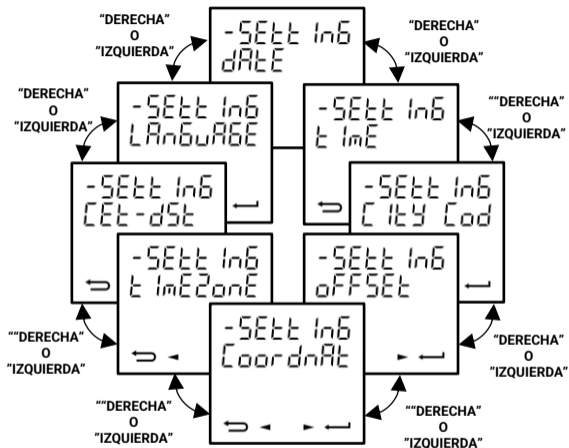 “DERECHA”
O
”IZQUIERDA”
-SEtt InG
dAtE
“DERECHA”
O
”IZQUIERDA”
“DERECHA”
O
”IZQUIERDA”
-SEtt InG
LAnGuAGE
-SEtt InG
t ImE
““DERECHA”
O
”IZQUIERDA”
-SEtt InG
CEt-dSt
-SEtt InG
C ItY Cod
-SEtt InG
t ImEZonE
-SEtt InG
oFFSEt
““DERECHA”
O
”IZQUIERDA”
-SEtt InG
CoordnAt
“DERECHA”
O
”IZQUIERDA”
““DERECHA”
O
”IZQUIERDA”
““DERECHA”
O
”IZQUIERDA”